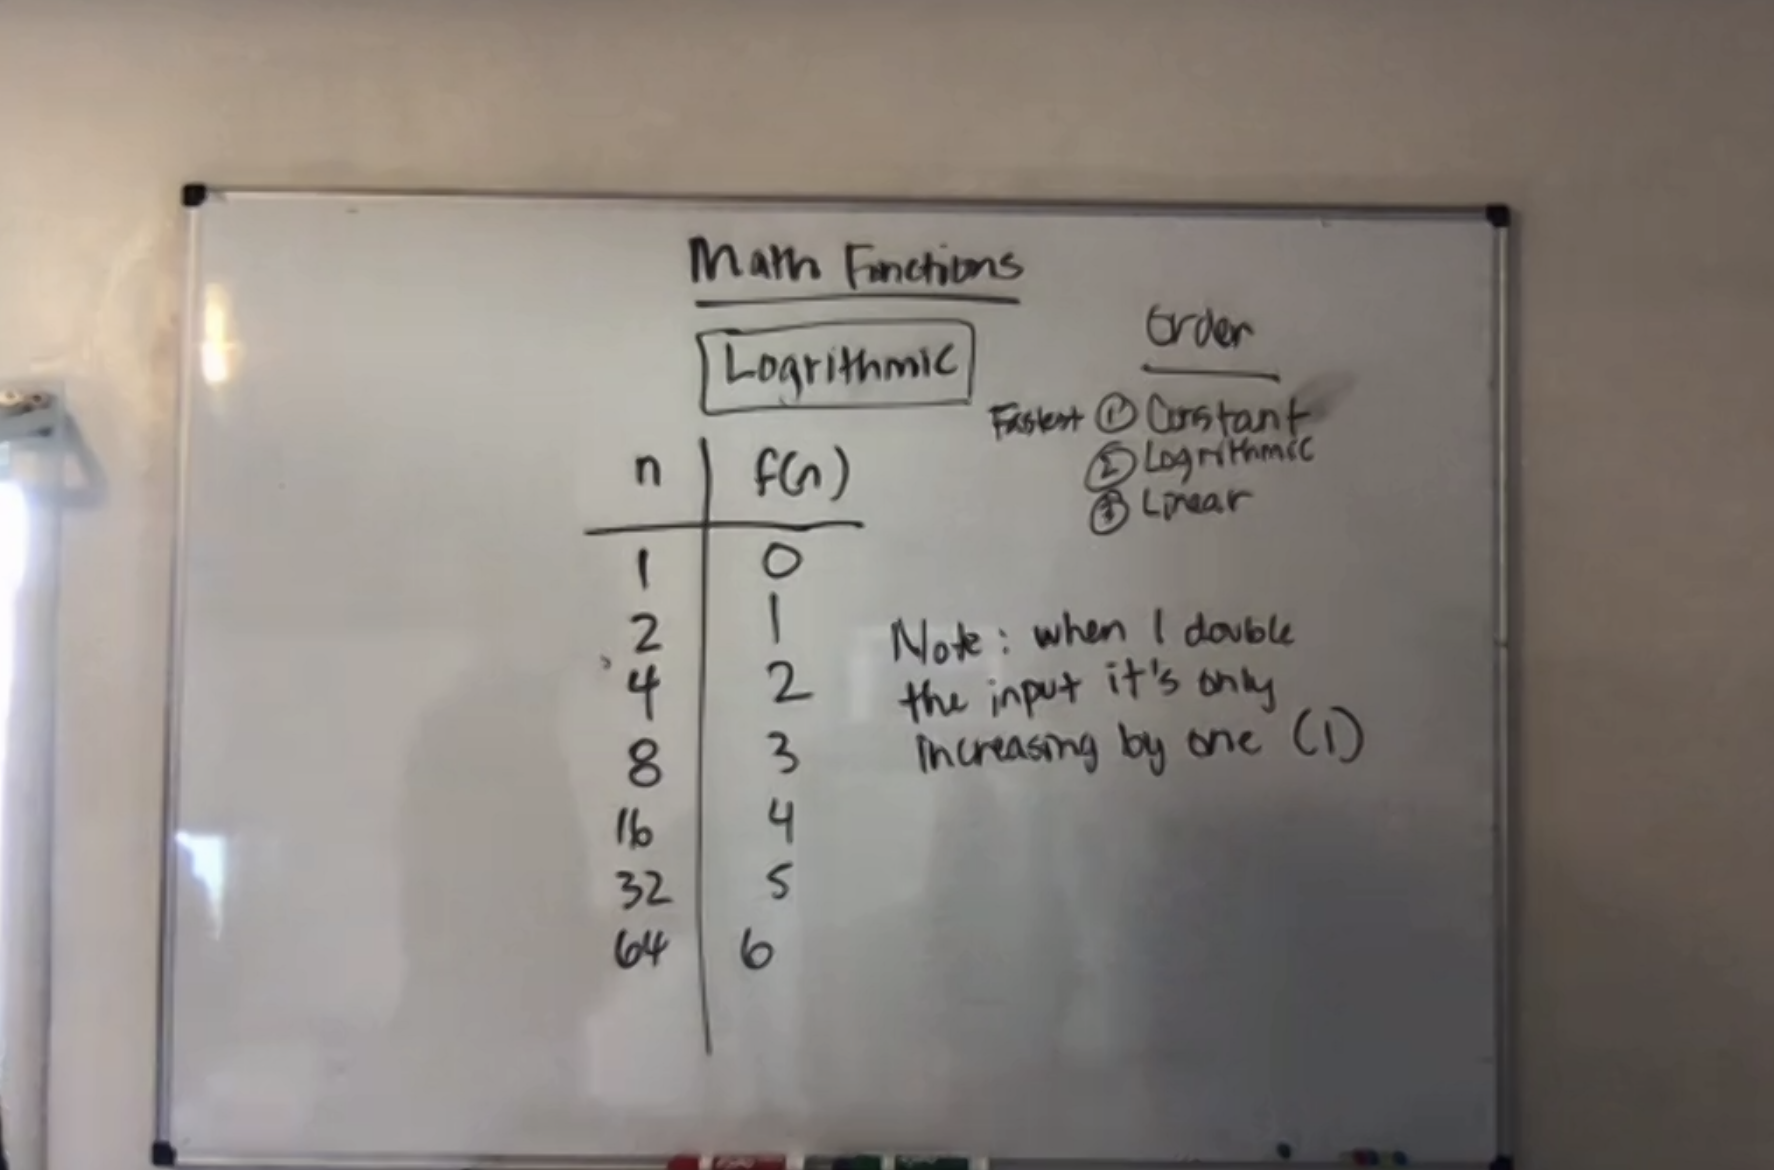 Math Functions
Logrithmic
n f(n)
1 0
2 1
4 2
8 3
16 4
32 5
64 6
Order
Fastest ① Constant
② Logrithmic
③ Linear
Note: when I double
the input it's only
increasing by one (1)